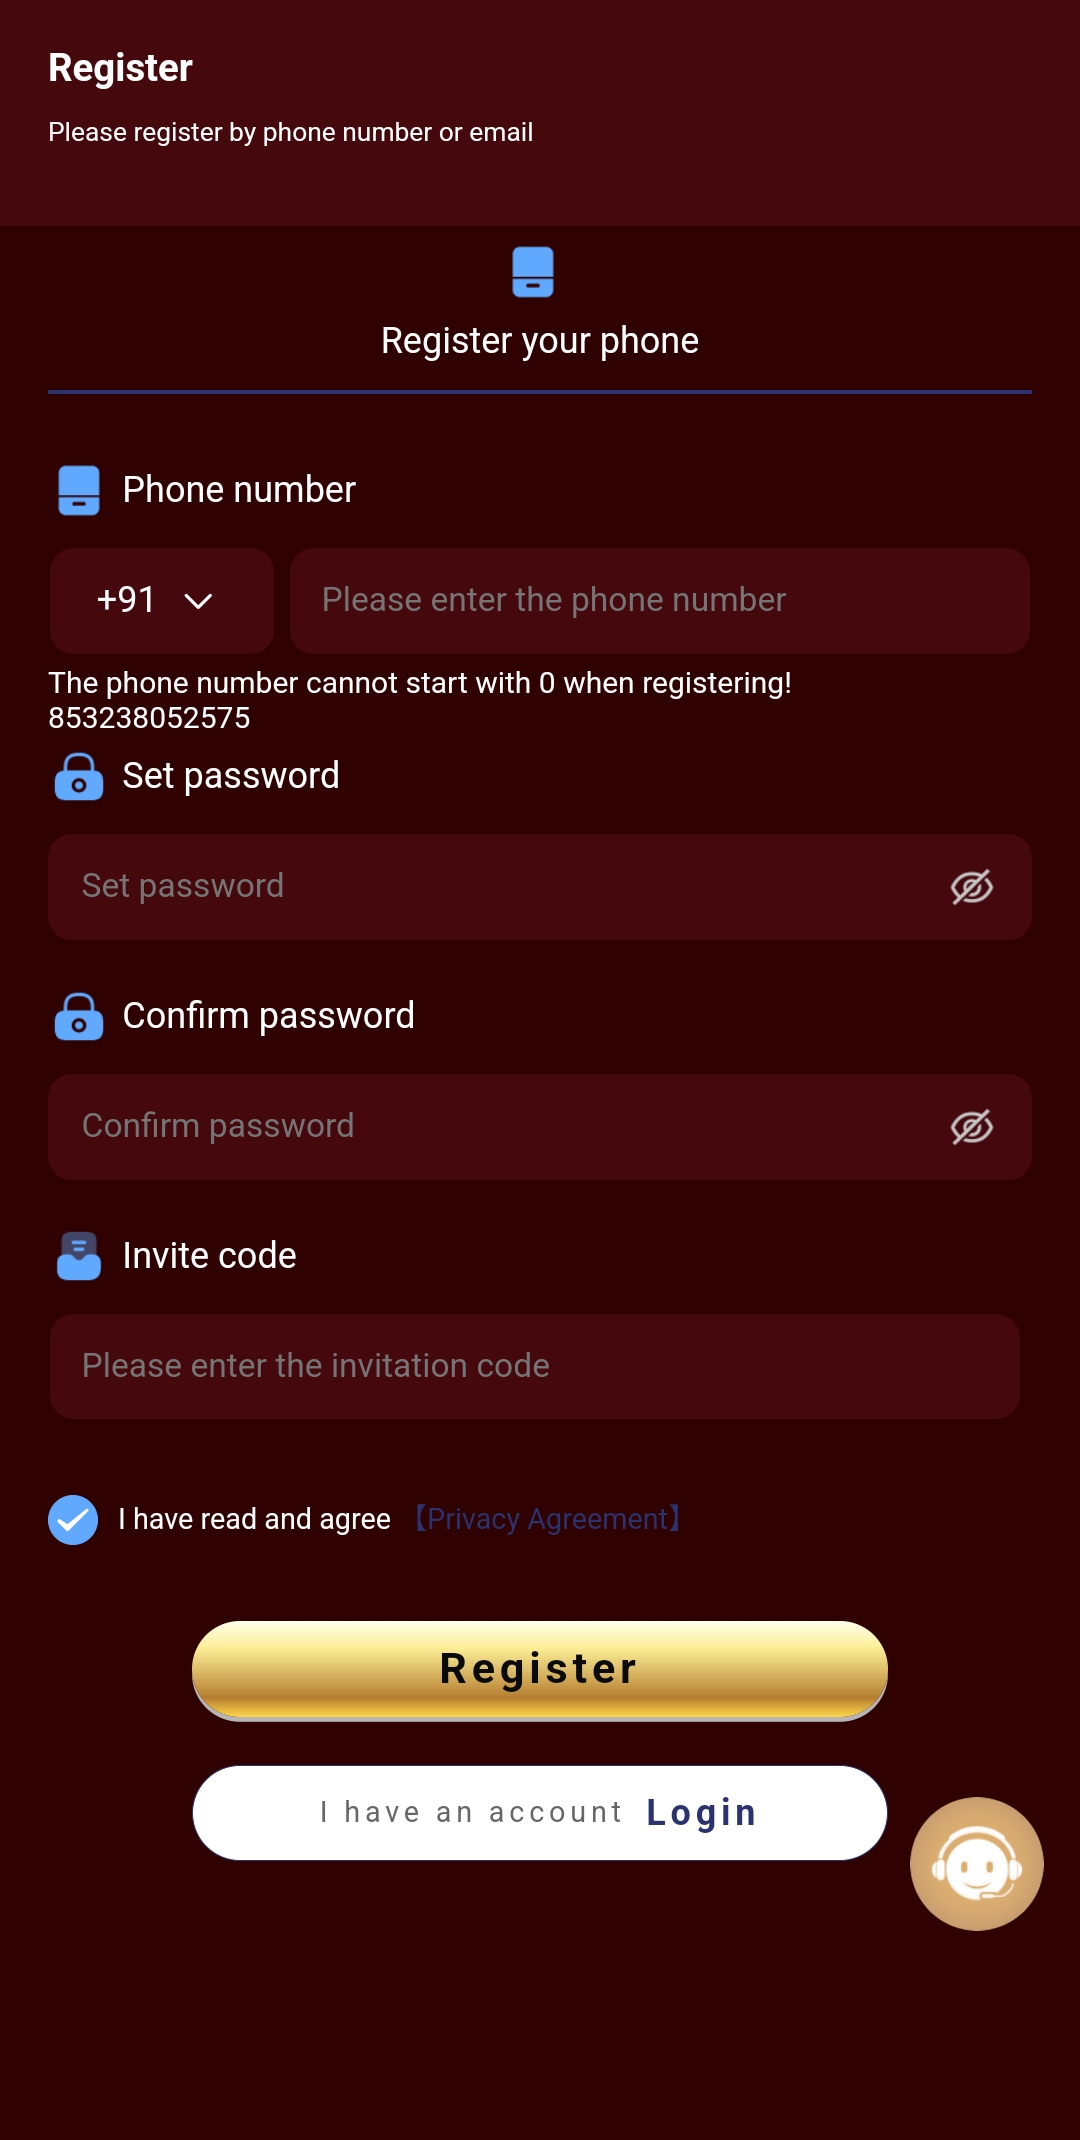 Register
Please register by phone number or email
Register your phone
Phone number
+91
Please enter the phone number
The phone number cannot start with 0 when registering!
853238052575
Set password
Set password
Confirm password
Confirm password
Invite code
Please enter the invitation code
I have read and agree 【Privacy Agreement】
Register
I have an account Login